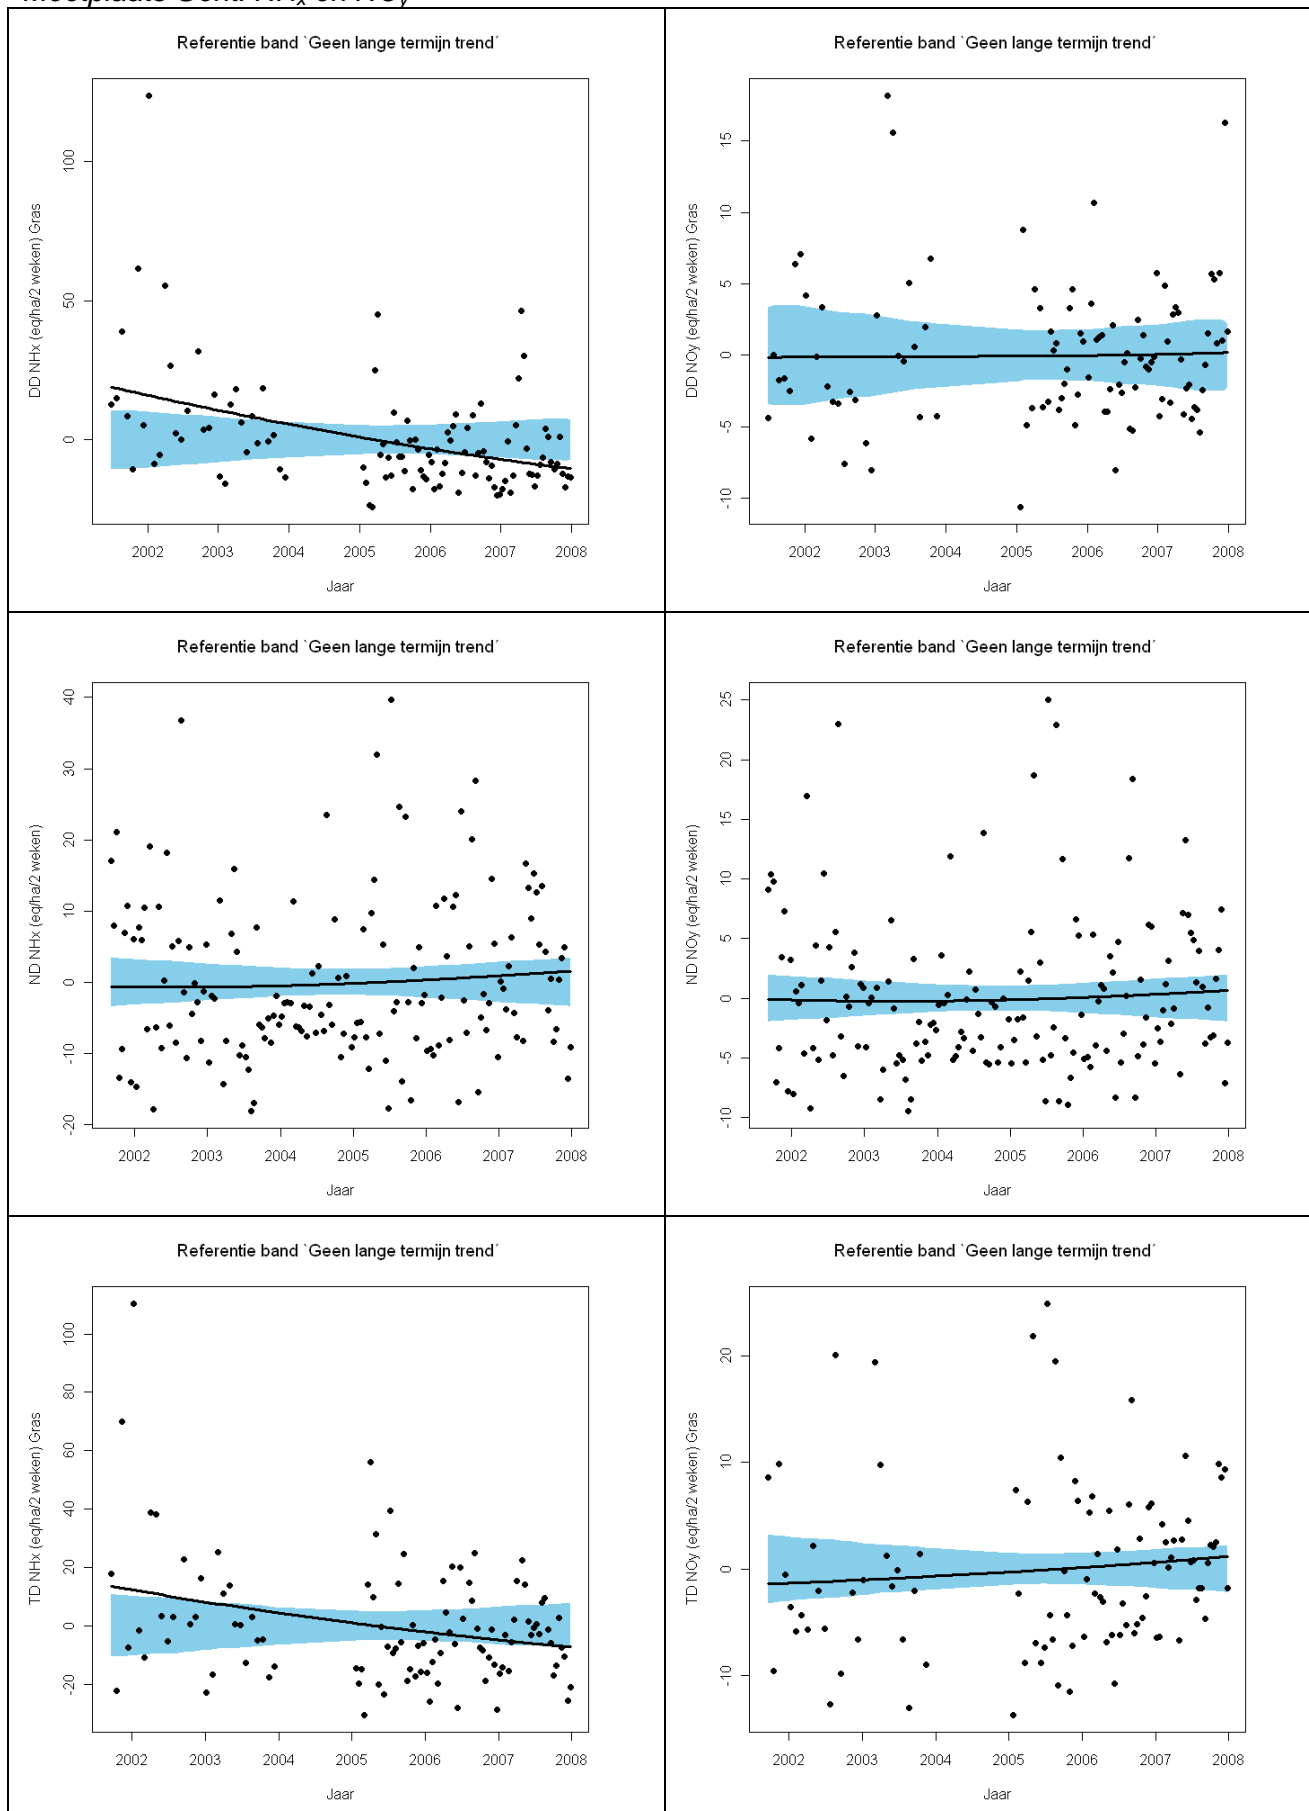 Meetplaats Gent: NHx en NOy
Referentie band `Geen lange termijn trend´
DD NHx (eq/ha/2 weken) Gras
100
50
0
2002 2003 2004 2005 2006 2007 2008
Jaar
Referentie band `Geen lange termijn trend´
DD NOy (eq/ha/2 weken) Gras
15
10
5
0
-5
-10
2002 2003 2004 2005 2006 2007 2008
Jaar
Referentie band `Geen lange termijn trend´
ND NHx (eq/ha/2 weken)
40
30
20
10
0
-10
-20
2002 2003 2004 2005 2006 2007 2008
Jaar
Referentie band `Geen lange termijn trend´
ND NOy (eq/ha/2 weken)
25
20
15
10
5
0
-5
-10
2002 2003 2004 2005 2006 2007 2008
Jaar
Referentie band `Geen lange termijn trend´
TD NHx (eq/ha/2 weken) Gras
100
80
60
40
20
0
-20
2002 2003 2004 2005 2006 2007 2008
Jaar
Referentie band `Geen lange termijn trend´
TD NOy (eq/ha/2 weken) Gras
20
10
0
-10
2002 2003 2004 2005 2006 2007 2008
Jaar